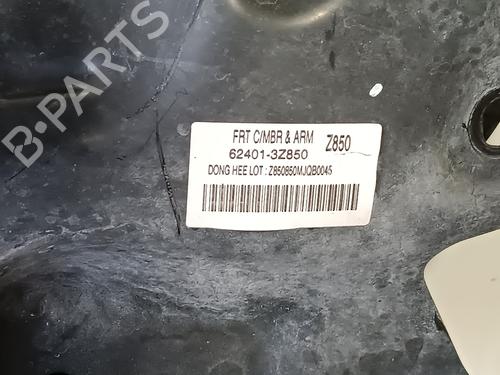 B-PARTS
FRT C/MBR & ARM Z850
62401-3Z850
DONG HEE LOT : Z850850MJQB0045